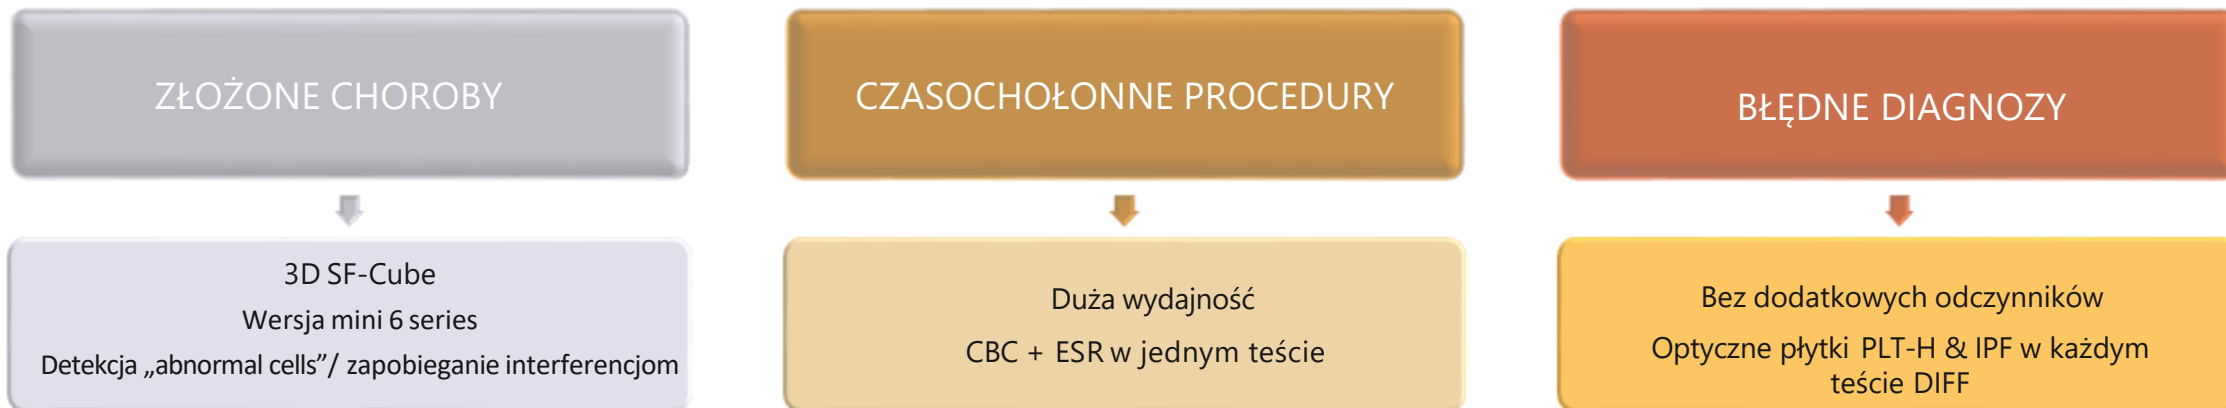 ZŁOŻONE CHOROBY
CZASOCHOŁONNE PROCEDURY
BŁĘDNE DIAGNOZY
3D SF-Cube
Wersja mini 6 series
Detekcja „abnormal cells”/ zapobieganie interferencjom
Duża wydajność
CBC + ESR w jednym teście
Bez dodatkowych odczynników
Optyczne płytki PLT-H & IPF w każdym
teście DIFF